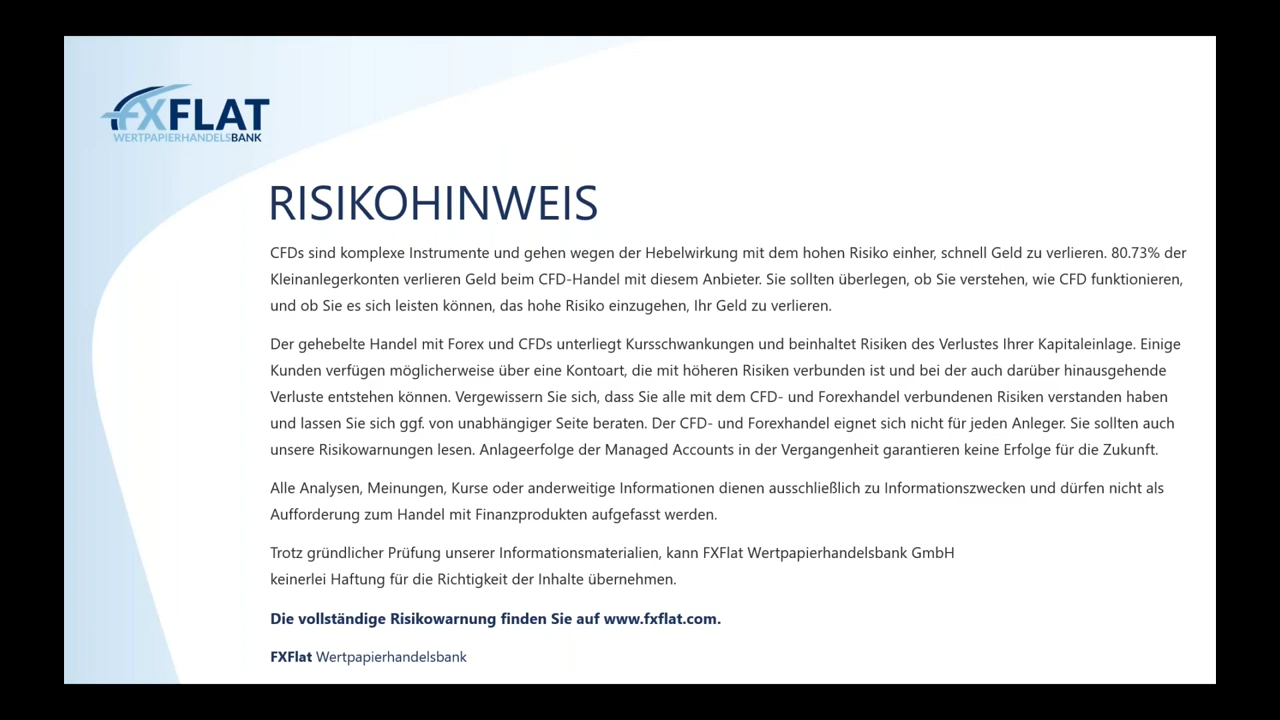 FXFLAT
WERTPAPIERHANDELSBANK
RISIKOHINWEIS
CFDs sind komplexe Instrumente und gehen wegen der Hebelwirkung mit dem hohen Risiko einher, schnell Geld zu verlieren. 80.73% der
Kleinanlegerkonten verlieren Geld beim CFD-Handel mit diesem Anbieter. Sie sollten überlegen, ob Sie verstehen, wie CFD funktionieren,
und ob Sie es sich leisten können, das hohe Risiko einzugehen, Ihr Geld zu verlieren.
Der gehebelte Handel mit Forex und CFDs unterliegt Kursschwankungen und beinhaltet Risiken des Verlustes Ihrer Kapitaleinlage. Einige
Kunden verfügen möglicherweise über eine Kontoart, die mit höheren Risiken verbunden ist und bei der auch darüber hinausgehende
Verluste entstehen können. Vergewissern Sie sich, dass Sie alle mit dem CFD- und Forexhandel verbundenen Risiken verstanden haben
und lassen Sie sich ggf. von unabhängiger Seite beraten. Der CFD- und Forexhandel eignet sich nicht für jeden Anleger. Sie sollten auch
unsere Risikowarnungen lesen. Anlageerfolge der Managed Accounts in der Vergangenheit garantieren keine Erfolge für die Zukunft.
Alle Analysen, Meinungen, Kurse oder anderweitige Informationen dienen ausschließlich zu Informationszwecken und dürfen nicht als
Aufforderung zum Handel mit Finanzprodukten aufgefasst werden.
Trotz gründlicher Prüfung unserer Informationsmaterialien, kann FXFlat Wertpapierhandelsbank GmbH
keinerlei Haftung für die Richtigkeit der Inhalte übernehmen.
Die vollständige Risikowarnung finden Sie auf www.fxflat.com.
FXFlat Wertpapierhandelsbank